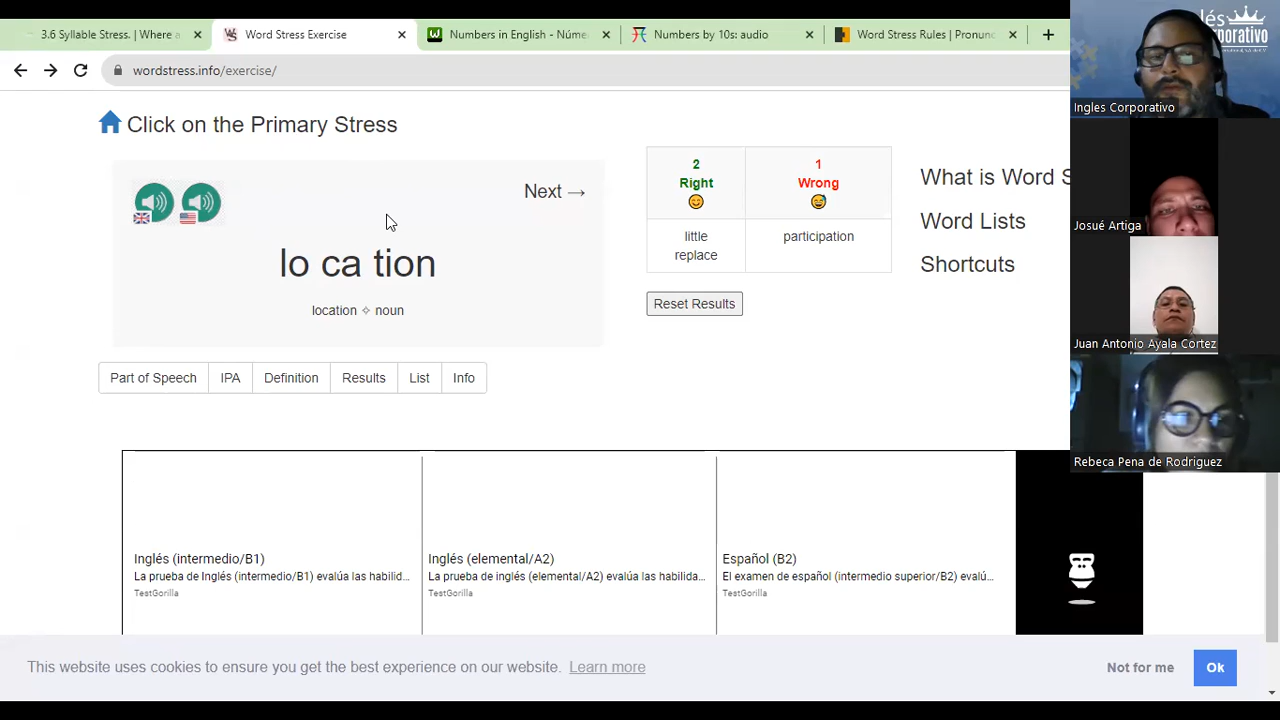 3.6 Syllable Stress. | Where a
Word Stress Exercise
Numbers in English - Núme
Numbers by 10s: audio
Word Stress Rules | Pronunc
wordstress.info/exercise/
Click on the Primary Stress
Next →
lo ca tion
location ✧ noun
2
Right
1
Wrong
little
replace
participation
Reset Results
What is Word S
Word Lists
Shortcuts
Part of Speech
IPA
Definition
Results
List
Info
Inglés (intermedio/B1)
La prueba de Inglés (intermedio/B1) evalúa las habilid...
TestGorilla
Inglés (elemental/A2)
La prueba de inglés (elemental/A2) evalúa las habilida...
TestGorilla
Español (B2)
El examen de español (intermedio superior/B2) evalú...
TestGorilla
This website uses cookies to ensure you get the best experience on our website. Learn more
Not for me
Ok
Ingles Corporativo
Josué Artiga
Juan Antonio Ayala Cortez
Rebeca Pena de Rodriguez